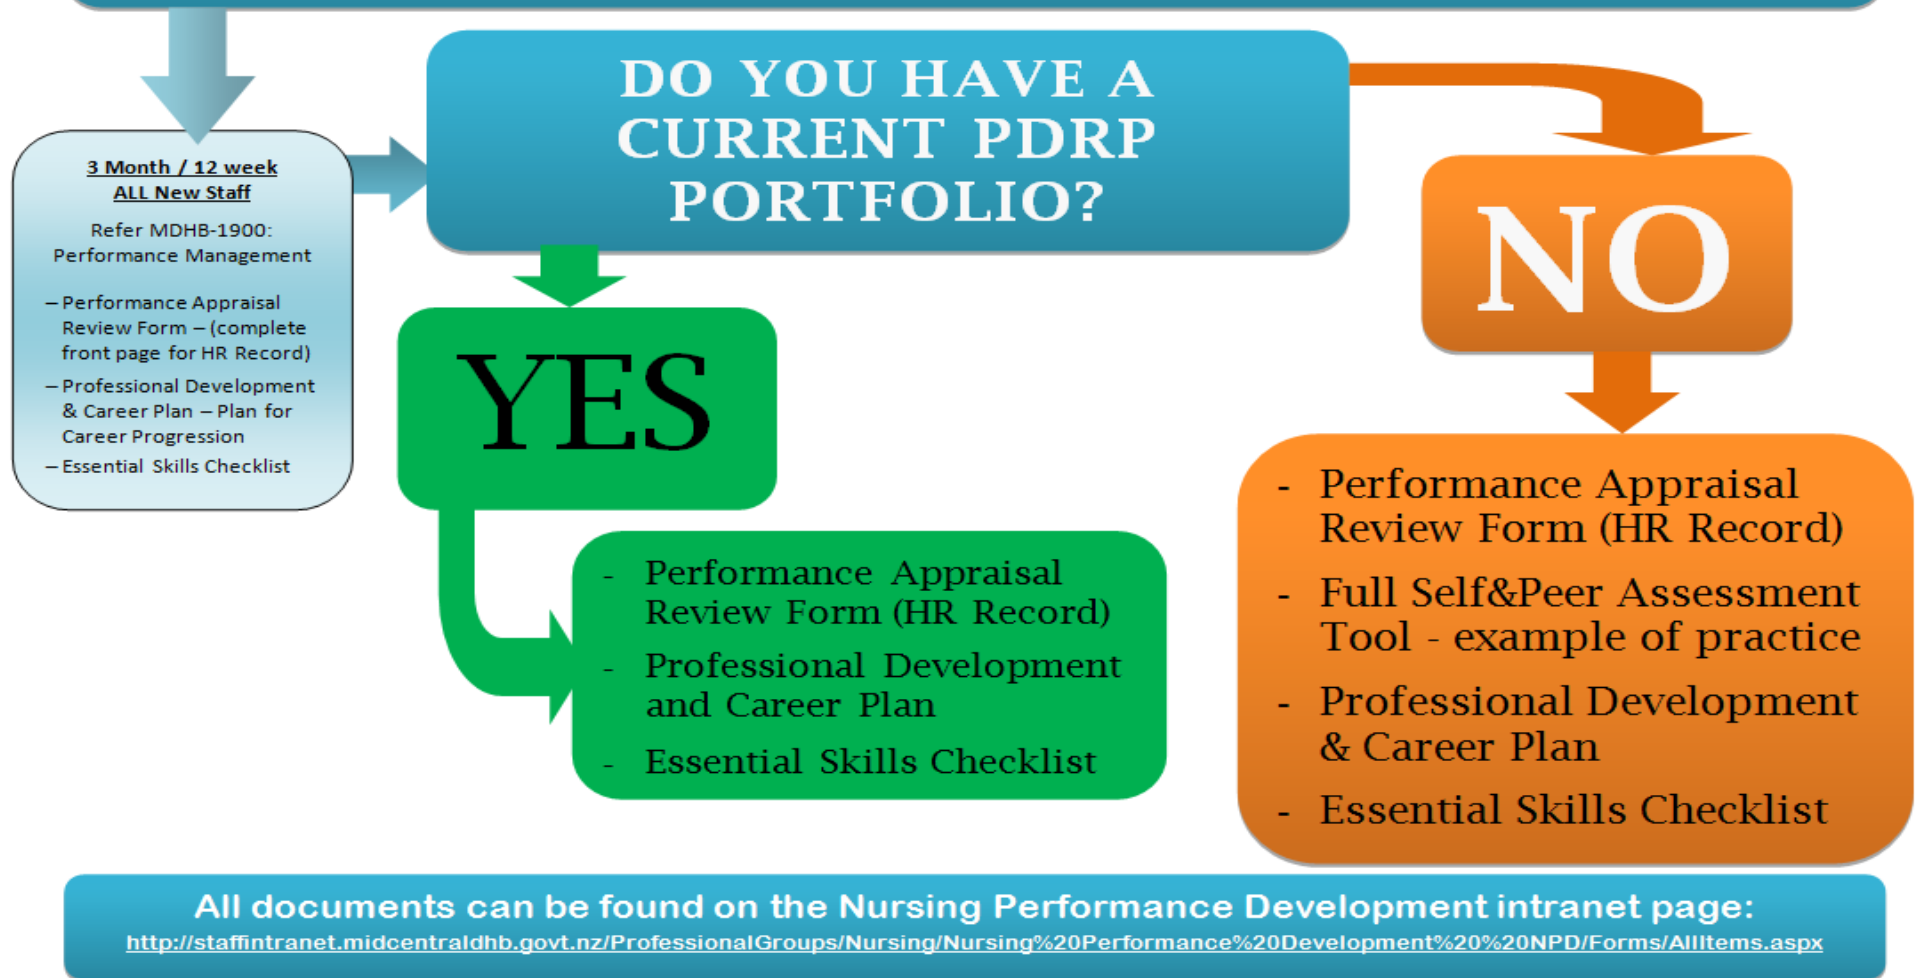 3 Month / 12 week
ALL New Staff
Refer MDHB-1900:
Performance Management
– Performance Appraisal
Review Form – (complete
front page for HR Record)
– Professional Development
& Career Plan – Plan for
Career Progression
– Essential Skills Checklist
DO YOU HAVE A
CURRENT PDRP
PORTFOLIO?
YES
- Performance Appraisal
Review Form (HR Record)
- Professional Development
and Career Plan
- Essential Skills Checklist
NO
- Performance Appraisal
Review Form (HR Record)
- Full Self&Peer Assessment
Tool - example of practice
- Professional Development
& Career Plan
- Essential Skills Checklist
All documents can be found on the Nursing Performance Development intranet page:
http://staffintranet.midcentraldhb.govt.nz/ProfessionalGroups/Nursing/Nursing%20Performance%20Development%20%20NPD/Forms/AllItems.aspx